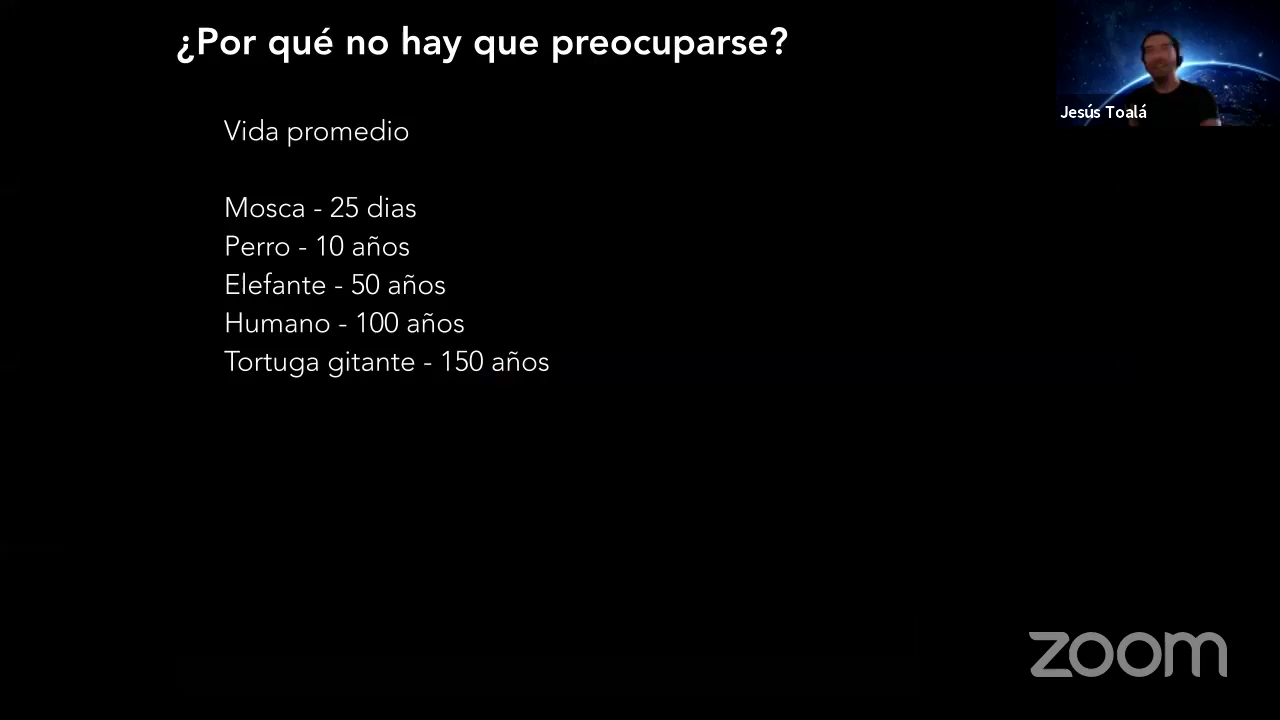 ¿Por qué no hay que preocuparse?
Jesús Toalá
Vida promedio
Mosca - 25 dias
Perro - 10 años
Elefante - 50 años
Humano - 100 años
Tortuga gitante - 150 años
zoom